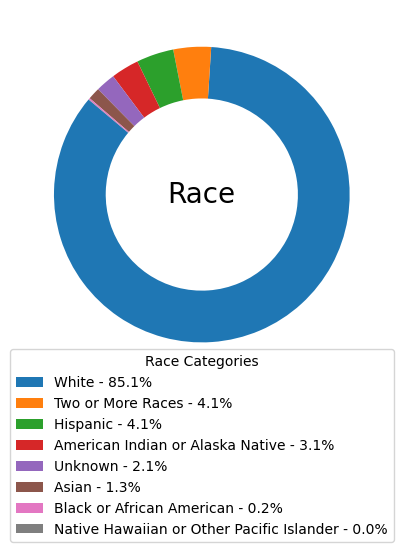 Race
Race Categories
White - 85.1%
Two or More Races - 4.1%
Hispanic - 4.1%
American Indian or Alaska Native - 3.1%
Unknown - 2.1%
Asian - 1.3%
Black or African American - 0.2%
Native Hawaiian or Other Pacific Islander - 0.0%